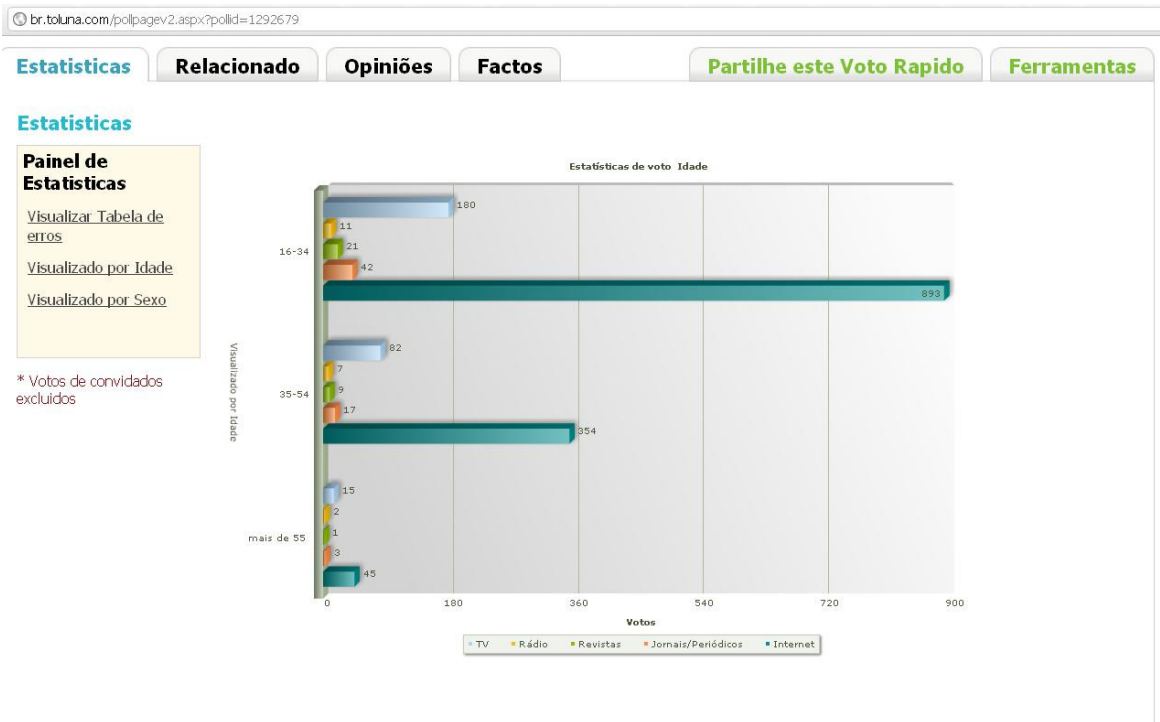 br.toluna.com/pollpagev2.aspx?pollid=1292679
Estatisticas Relacionado Opiniões Factos Partilhe este Voto Rapido Ferramentas
Estatisticas
Painel de
Estatisticas
Visualizar Tabela de
erros
Visualizado por Idade
Visualizado por Sexo
* Votos de convidados
excluidos
Estatísticas de voto Idade
Visualizado por Idade
16-34
180
11
21
42
893
35-54
82
7
9
17
354
mais de 55
15
2
1
3
45
0 180 360 540 720 900
Votos
TV Rádio Revistas Jornais/Periódicos Internet